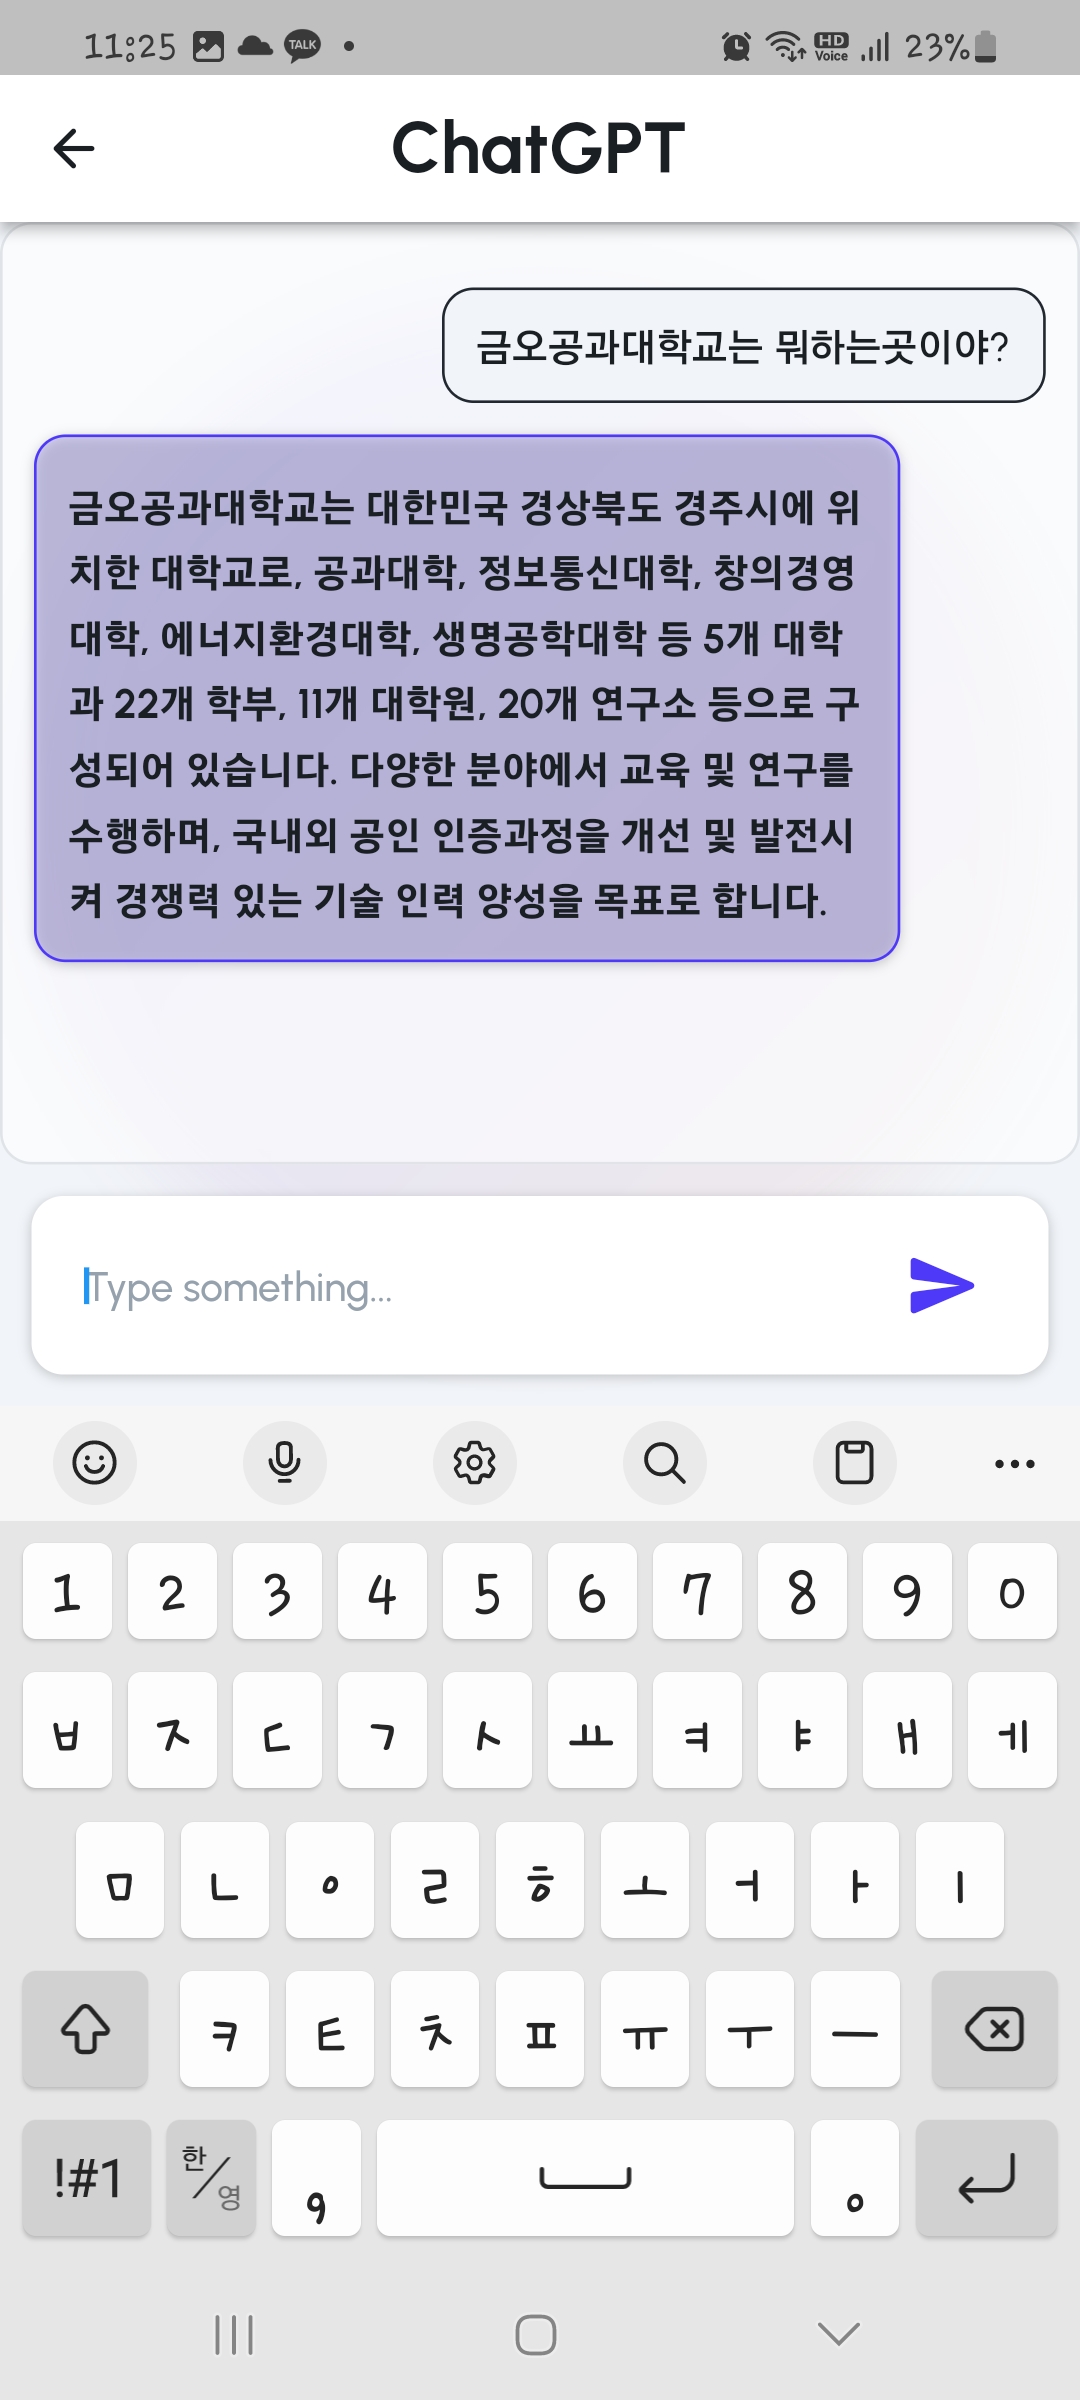 11:25 TALK HD Voice 23%
ChatGPT
금오공과대학교는 뭐하는곳이야?
금오공과대학교는 대한민국 경상북도 경주시에 위
치한 대학교로, 공과대학, 정보통신대학, 창의경영
대학, 에너지환경대학, 생명공학대학 등 5개 대학
과 22개 학부, 11개 대학원, 20개 연구소 등으로 구
성되어 있습니다. 다양한 분야에서 교육 및 연구를
수행하며, 국내외 공인 인증과정을 개선 및 발전시
켜 경쟁력 있는 기술 인력 양성을 목표로 합니다.
Type something...
1 2 3 4 5 6 7 8 9 0
ㅂ ㅈ ㄷ ㄱ ㅅ ㅛ ㅕ ㅑ ㅐ ㅔ
ㅁ ㄴ ㅇ ㄹ ㅎ ㅗ ㅓ ㅏ ㅣ
ㅋ ㅌ ㅊ ㅍ ㅠ ㅜ ㅡ
!#1 한/영 , .